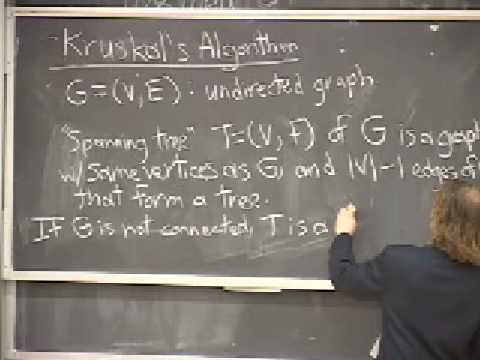 Kruskal's Algorithm
G=(V,E): undirected graph.
"Spanning tree" T=(V,F) of G is a graph
w/same vertices as G, and |V|-1 edges of
that form a tree.
If G is not connected, T is a